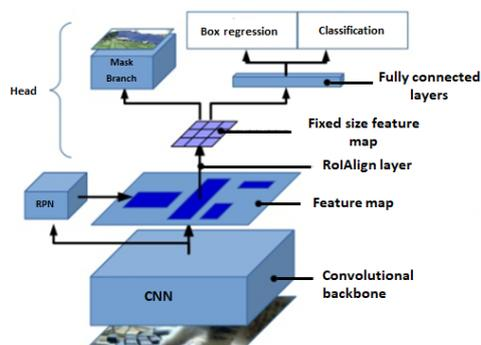 Box regression
Classification
Mask
Branch
Head
Fully connected
layers
Fixed size feature
map
RoIAlign layer
RPN
Feature map
CNN
Convolutional
backbone